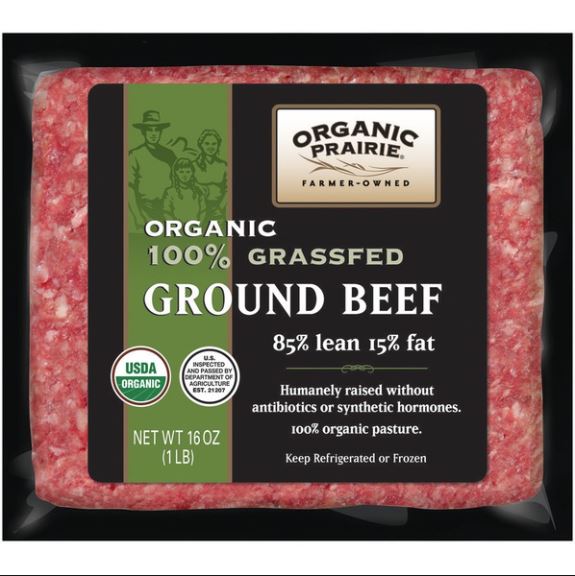 ORGANIC
PRAIRIE®
FARMER-OWNED
ORGANIC
100% GRASSFED
GROUND BEEF
85% lean 15% fat
USDA
ORGANIC
U.S.
INSPECTED
AND PASSED BY
DEPARTMENT OF
AGRICULTURE
EST. 21207
Humanely raised without
antibiotics or synthetic hormones.
100% organic pasture.
NET WT 16 OZ
(1 LB)
Keep Refrigerated or Frozen